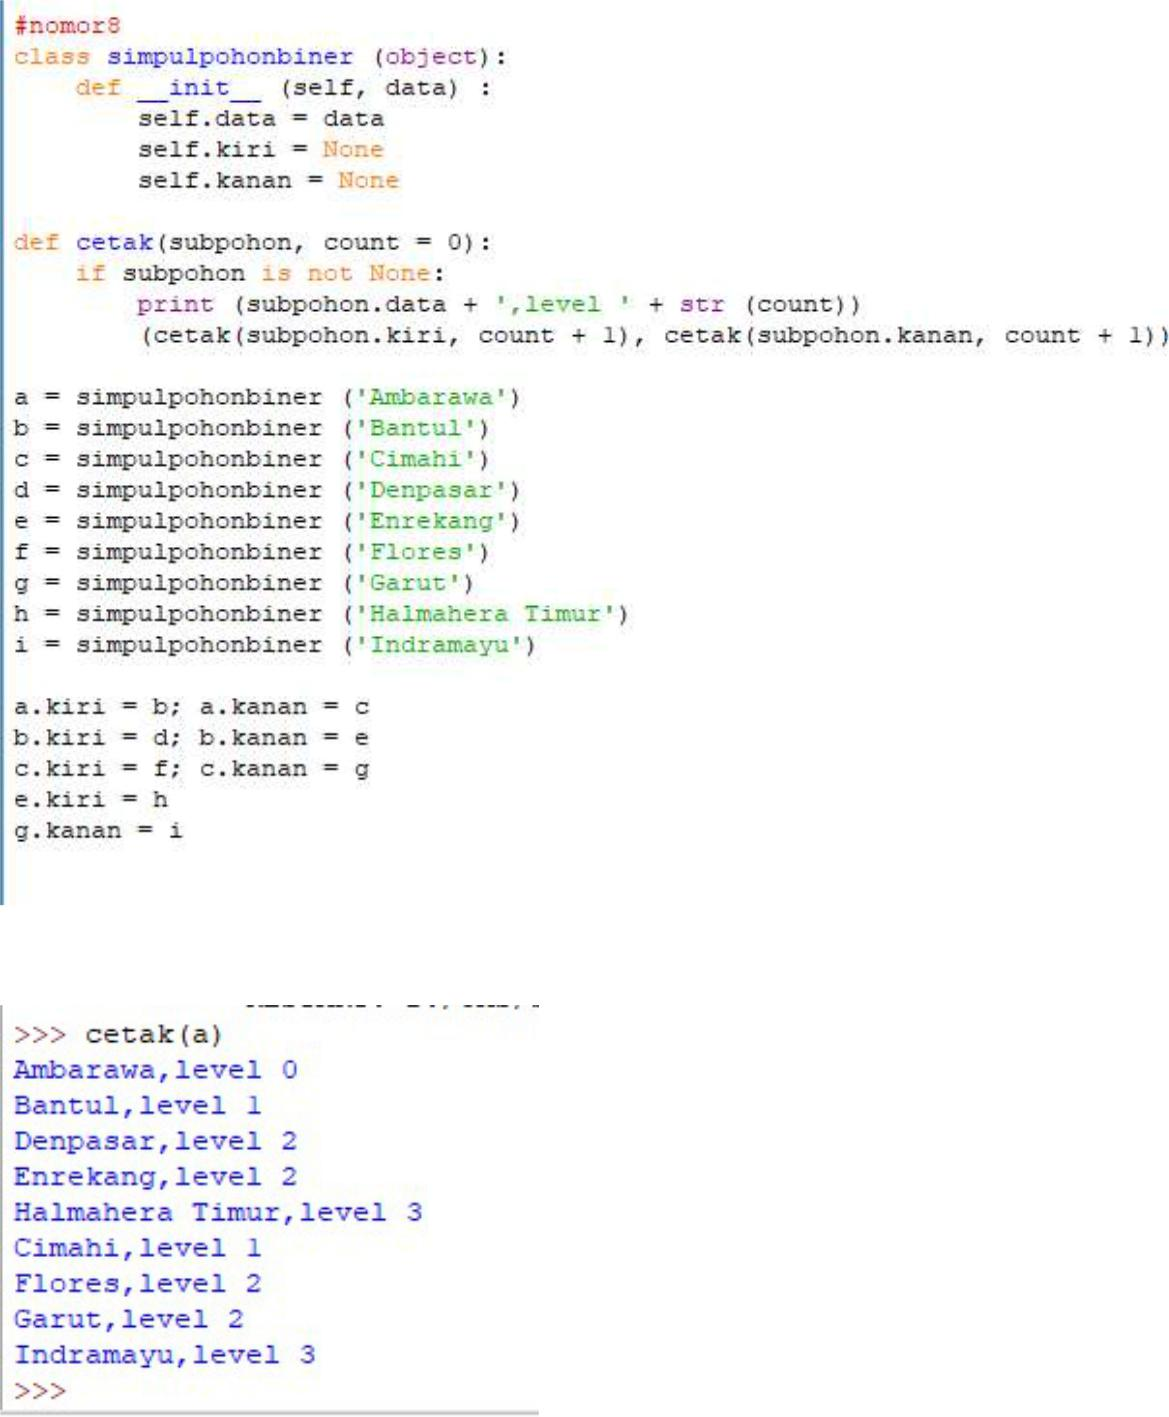 #nomor8
class simpulpohonbiner (object):
    def __init__ (self, data) :
        self.data = data
        self.kiri = None
        self.kanan = None

def cetak(subpohon, count = 0):
    if subpohon is not None:
        print (subpohon.data + ',level ' + str (count))
        (cetak(subpohon.kiri, count + 1), cetak(subpohon.kanan, count + 1))

a = simpulpohonbiner ('Ambarawa')
b = simpulpohonbiner ('Bantul')
c = simpulpohonbiner ('Cimahi')
d = simpulpohonbiner ('Denpasar')
e = simpulpohonbiner ('Enrekang')
f = simpulpohonbiner ('Flores')
g = simpulpohonbiner ('Garut')
h = simpulpohonbiner ('Halmahera Timur')
i = simpulpohonbiner ('Indramayu')

a.kiri = b; a.kanan = c
b.kiri = d; b.kanan = e
c.kiri = f; c.kanan = g
e.kiri = h
g.kanan = i

>>> cetak(a)
Ambarawa,level 0
Bantul,level 1
Denpasar,level 2
Enrekang,level 2
Halmahera Timur,level 3
Cimahi,level 1
Flores,level 2
Garut,level 2
Indramayu,level 3
>>>